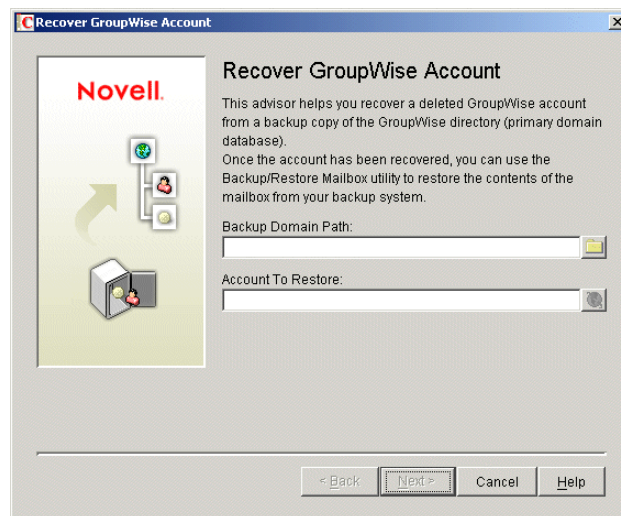 Recover GroupWise Account
Novell.
Recover GroupWise Account
This advisor helps you recover a deleted GroupWise account
from a backup copy of the GroupWise directory (primary domain
database).
Once the account has been recovered, you can use the
Backup/Restore Mailbox utility to restore the contents of the
mailbox from your backup system.
Backup Domain Path:
Account To Restore:
< Back
Next >
Cancel
Help